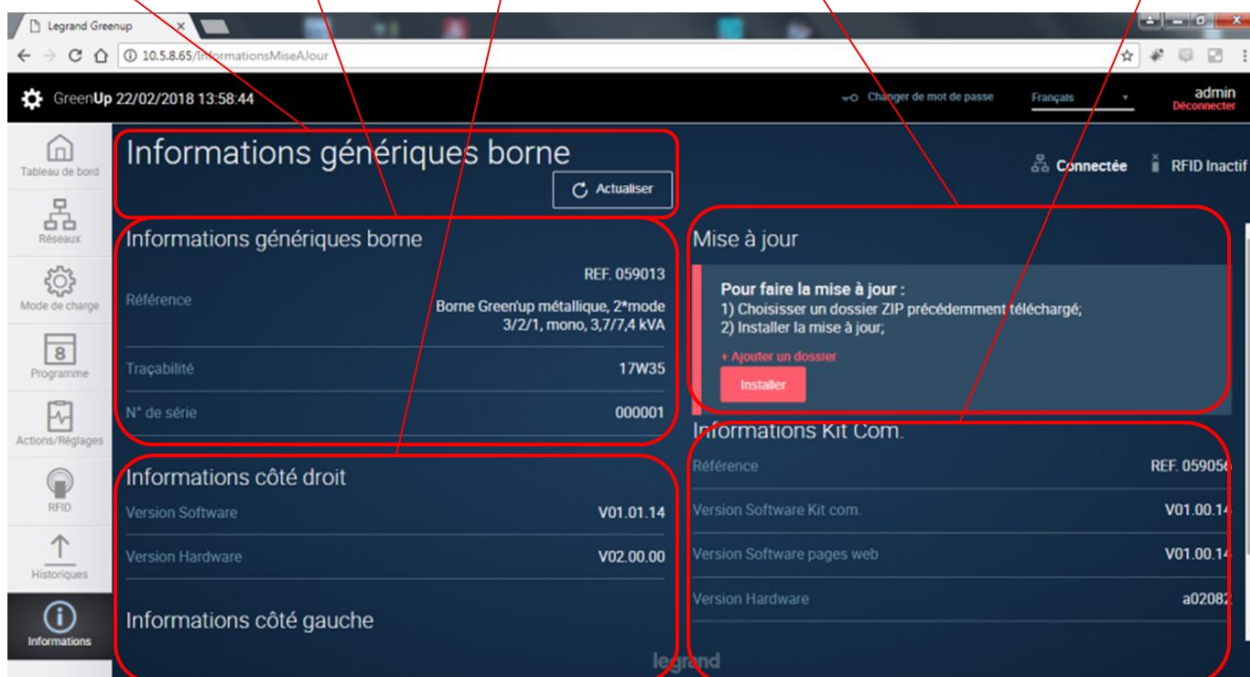 Legrand Greenup
10.5.8.65/InformationsMiseAJour
GreenUp 22/02/2018 13:58:44
Changer de mot de passe
Français
admin
Déconnecter
Tableau de bord
Réseaux
Mode de charge
8
Programme
Actions/Réglages
RFID
Historiques
Informations
Informations génériques borne
Actualiser
Connectée
RFID Inactif
Informations génériques borne
Référence
REF. 059013
Borne Green'up métallique, 2*mode
3/2/1, mono, 3,7/7,4 kVA
Traçabilité
17W35
N° de série
000001
Informations côté droit
Version Software
V01.01.14
Version Hardware
V02.00.00
Informations côté gauche
Mise à jour
Pour faire la mise à jour :
1) Choisisser un dossier ZIP précédemment téléchargé;
2) Installer la mise à jour;
+ Ajouter un dossier
Installer
Informations Kit Com.
Référence
REF. 059056
Version Software Kit com.
V01.00.14
Version Software pages web
V01.00.14
Version Hardware
a02082
legrand